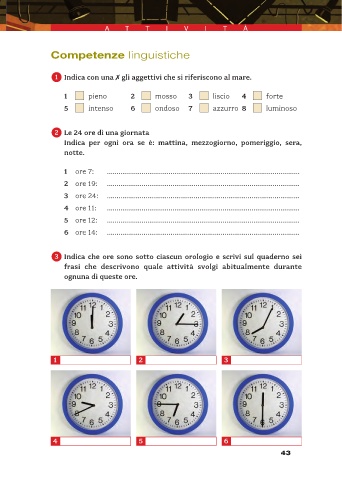 ATTIVITÀ
Competenze linguistiche
1 Indica con una ✗ gli aggettivi che si riferiscono al mare.
1 pieno 2 mosso 3 liscio 4 forte
5 intenso 6 ondoso 7 azzurro 8 luminoso
2 Le 24 ore di una giornata
Indica per ogni ora se è: mattina, mezzogiorno, pomeriggio, sera,
notte.
1 ore 7: ......................................................................
2 ore 19: ......................................................................
3 ore 24: ......................................................................
4 ore 11: ......................................................................
5 ore 12: ......................................................................
6 ore 14: ......................................................................
3 Indica che ore sono sotto ciascun orologio e scrivi sul quaderno sei
frasi che descrivono quale attività svolgi abitualmente durante
ognuna di queste ore.
1 2 3
4 5 6
43